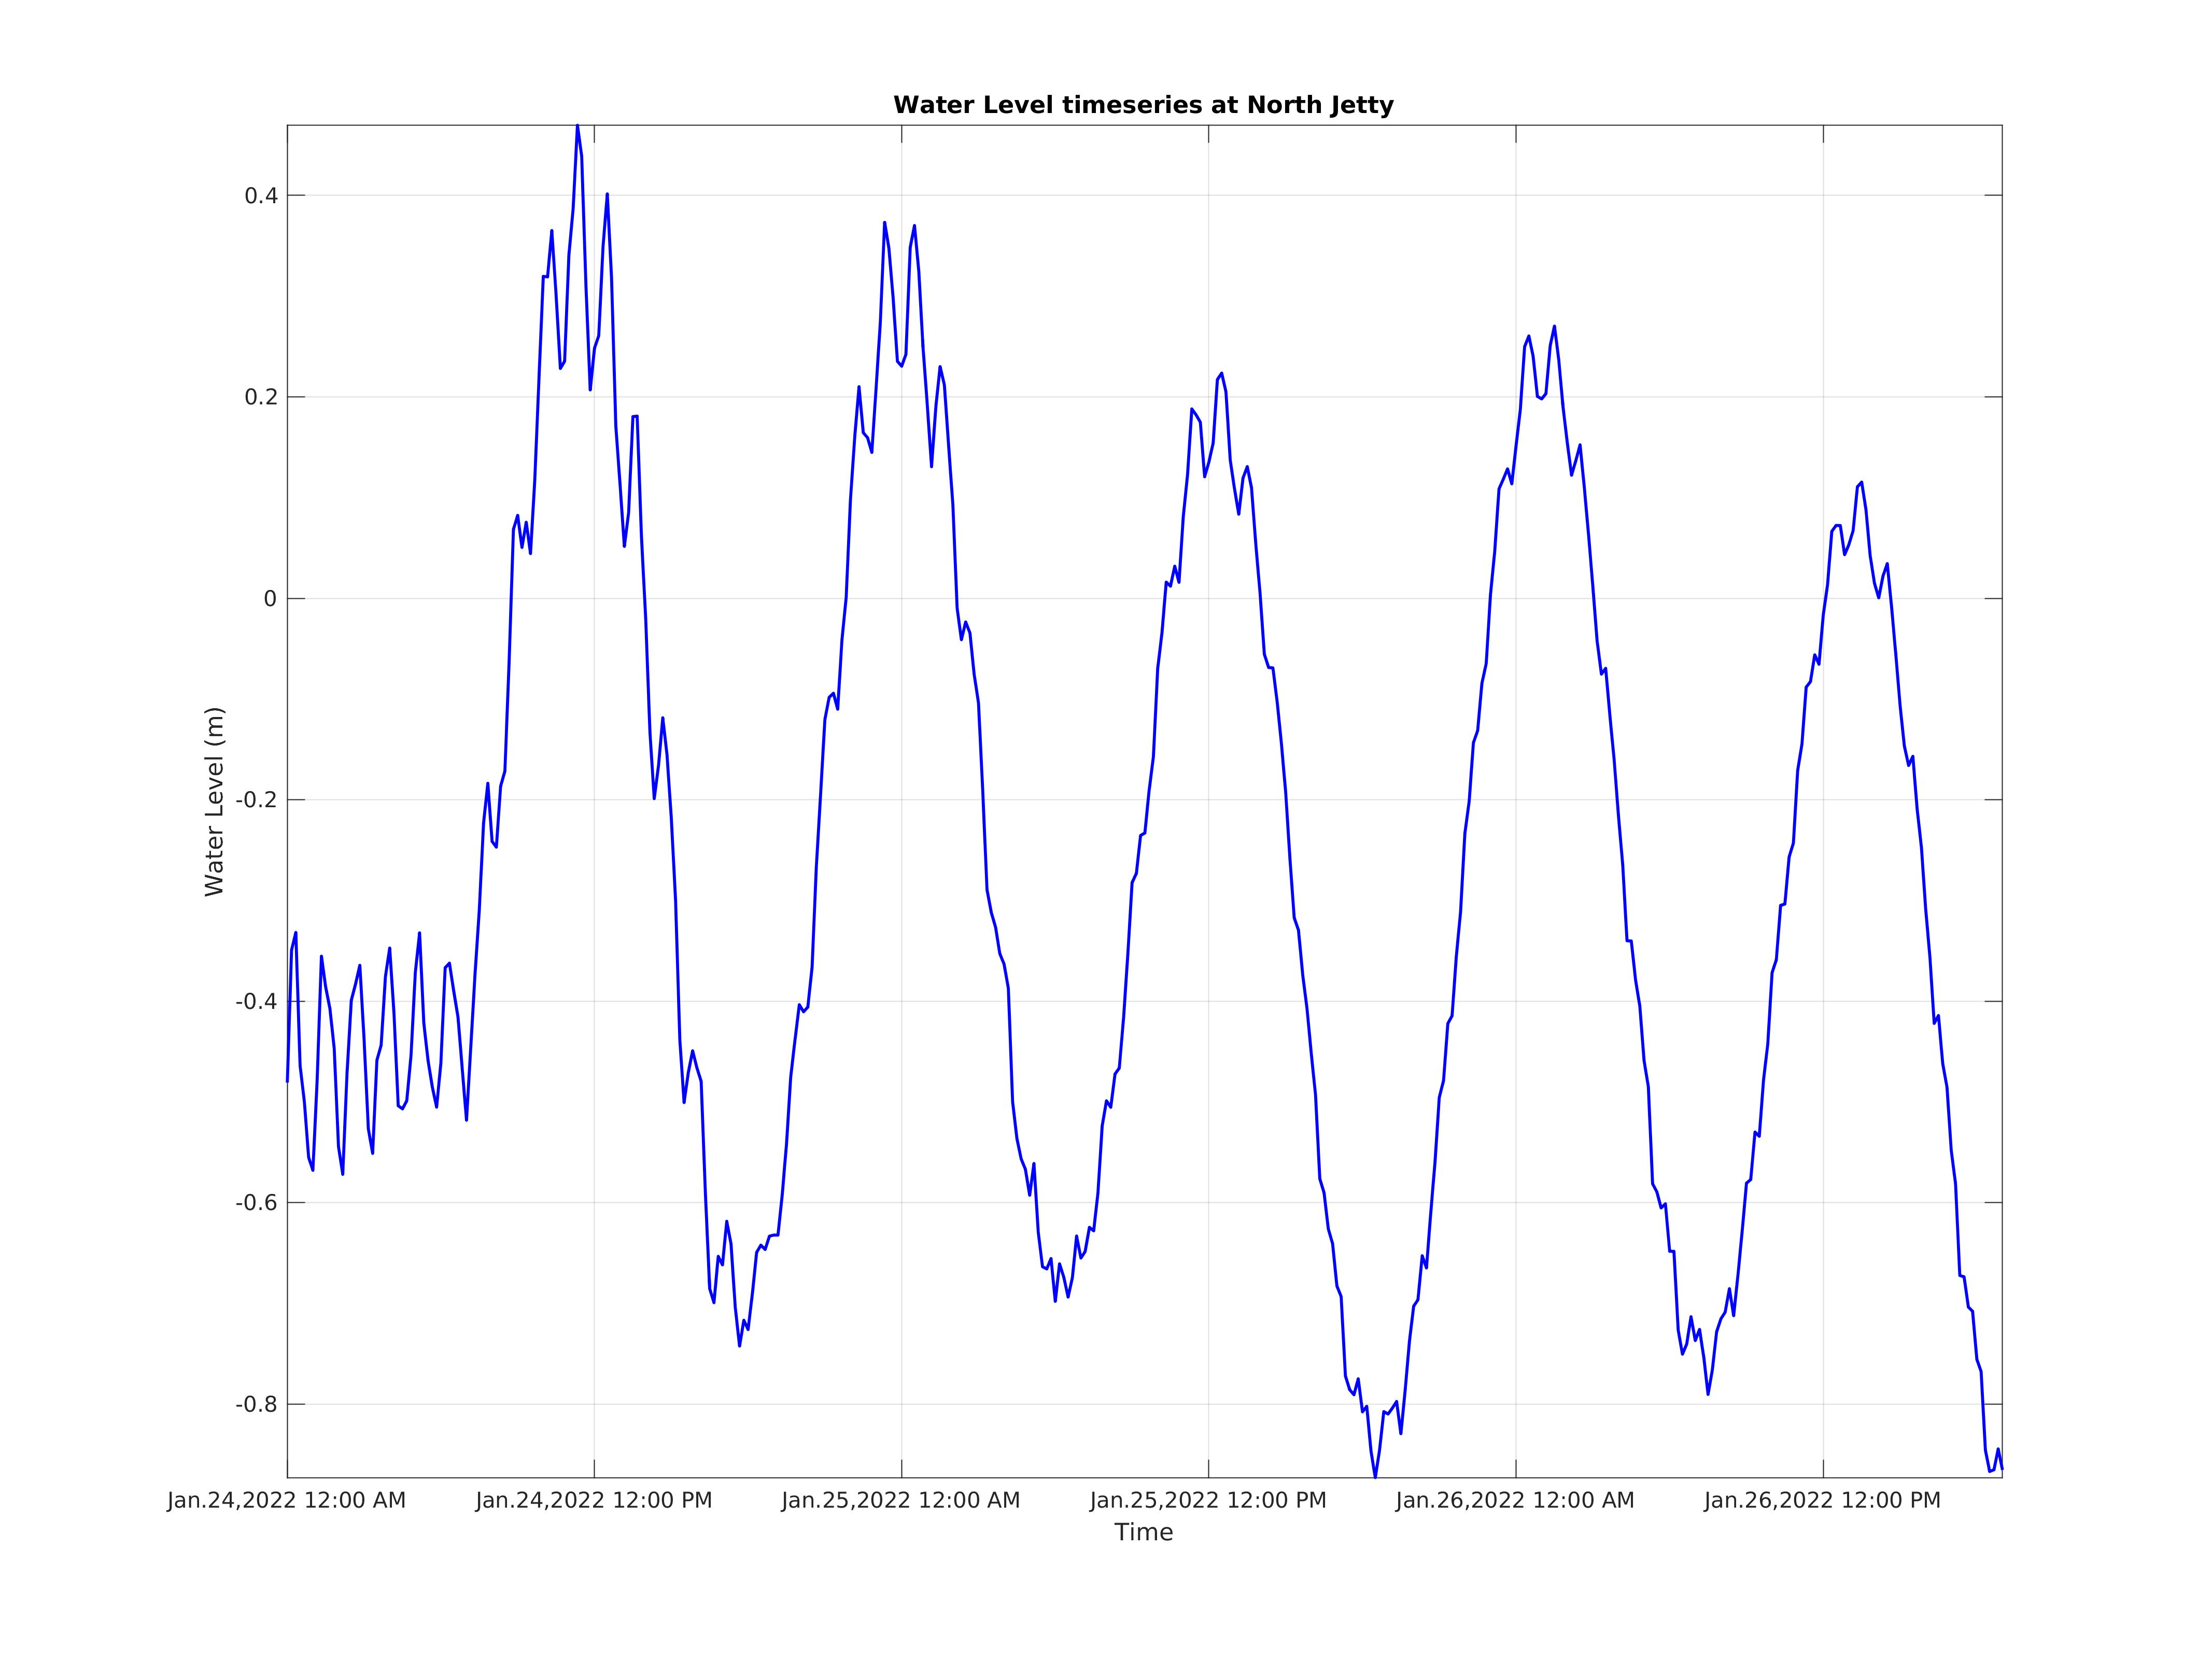 Water Level timeseries at North Jetty
0.4
0.2
0
-0.2
-0.4
-0.6
-0.8
Water Level (m)
Jan.24,2022 12:00 AM
Jan.24,2022 12:00 PM
Jan.25,2022 12:00 AM
Jan.25,2022 12:00 PM
Jan.26,2022 12:00 AM
Jan.26,2022 12:00 PM
Time